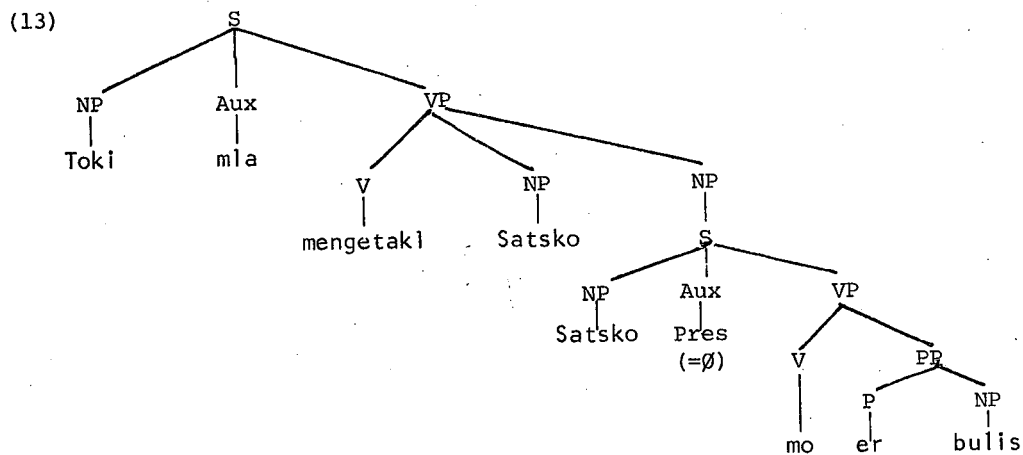 (13)
S
NP Aux VP
Toki mla
V NP NP
mengetakl Satsko
S
NP Aux VP
Satsko Pres
(=Ø) V PP
P NP
mo er bulis